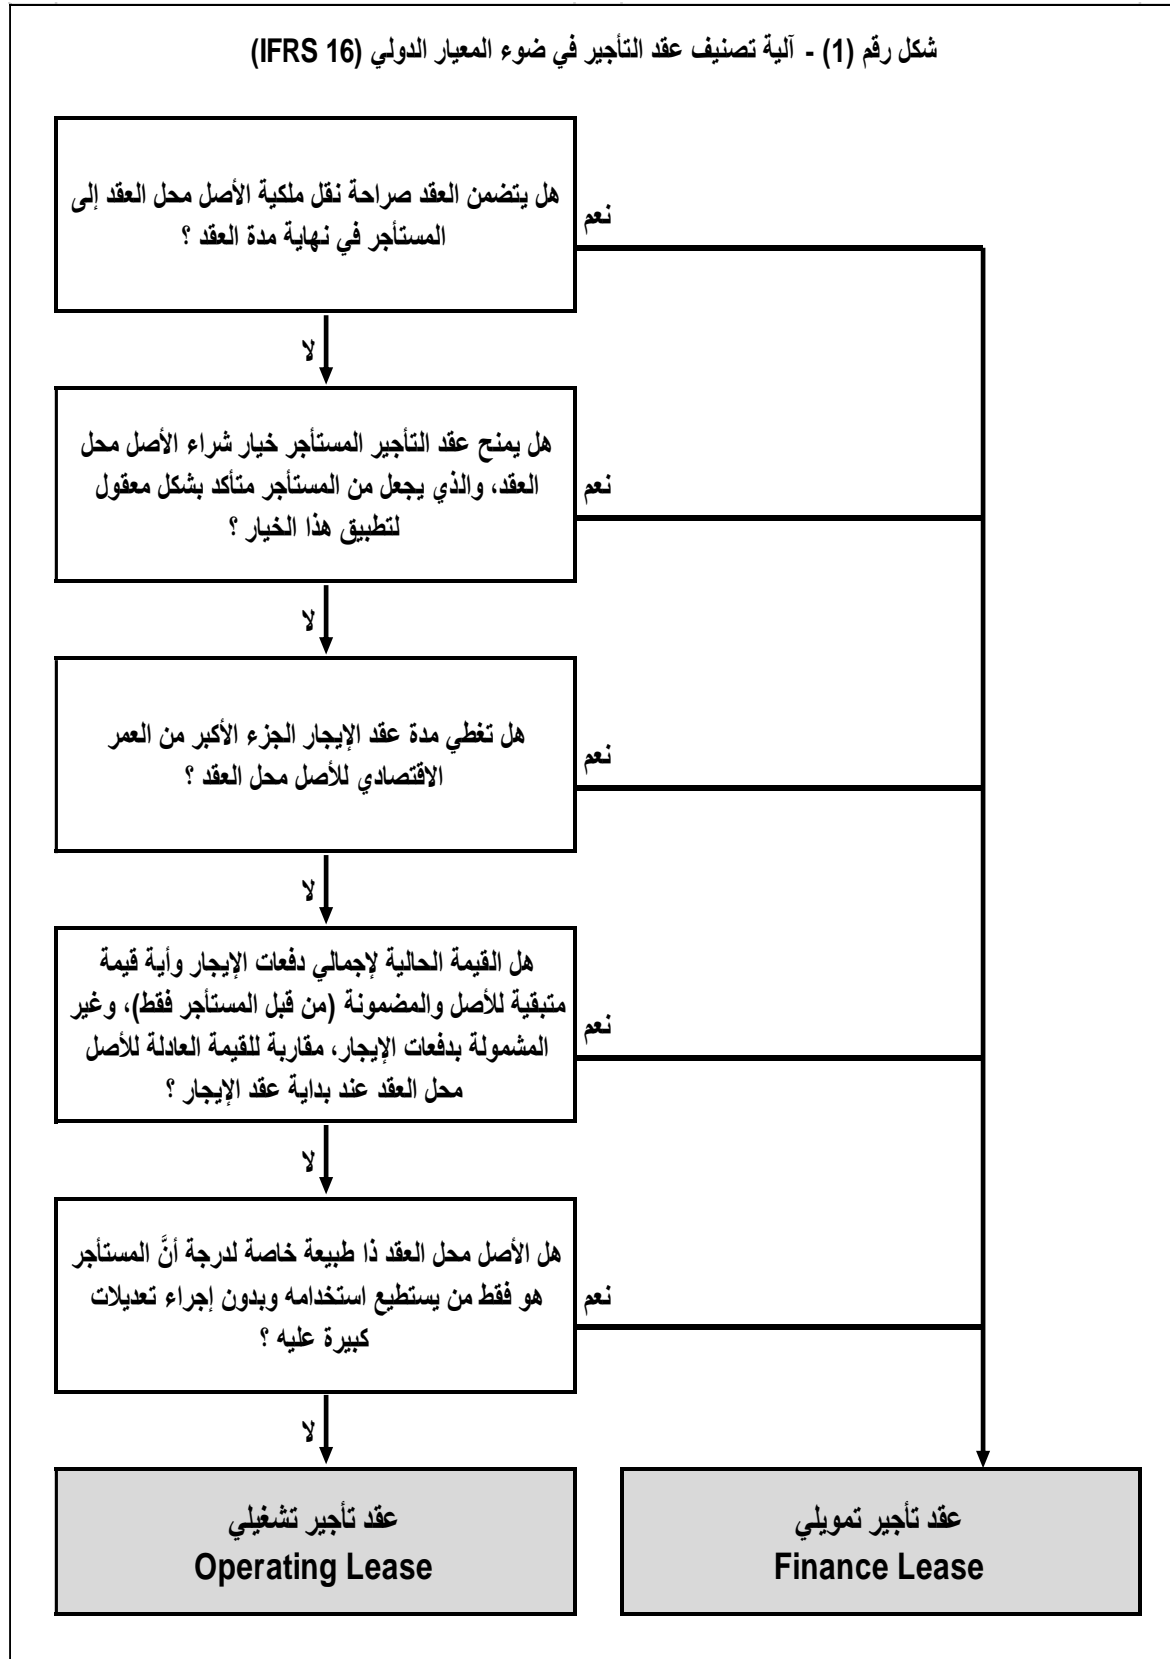 شكل رقم (1) - آلية تصنيف عقد التأجير في ضوء المعيار الدولي (IFRS 16)
هل يتضمن العقد صراحة نقل ملكية الأصل محل العقد إلى
المستأجر في نهاية مدة العقد ؟
نعم
لا
هل يمنح عقد التأجير المستأجر خيار شراء الأصل محل
العقد، والذي يجعل من المستأجر متأكد بشكل معقول
لتطبيق هذا الخيار ؟
نعم
لا
هل تغطي مدة عقد الإيجار الجزء الأكبر من العمر
الاقتصادي للأصل محل العقد ؟
نعم
لا
هل القيمة الحالية لإجمالي دفعات الإيجار وأية قيمة
متبقية للأصل والمضمونة (من قبل المستأجر فقط)، وغير
المشمولة بدفعات الإيجار، مقاربة للقيمة العادلة للأصل
محل العقد عند بداية عقد الإيجار ؟
نعم
لا
هل الأصل محل العقد ذا طبيعة خاصة لدرجة أنَّ المستأجر
هو فقط من يستطيع استخدامه وبدون إجراء تعديلات
كبيرة عليه ؟
نعم
لا
عقد تأجير تمويلي
Finance Lease
عقد تأجير تشغيلي
Operating Lease